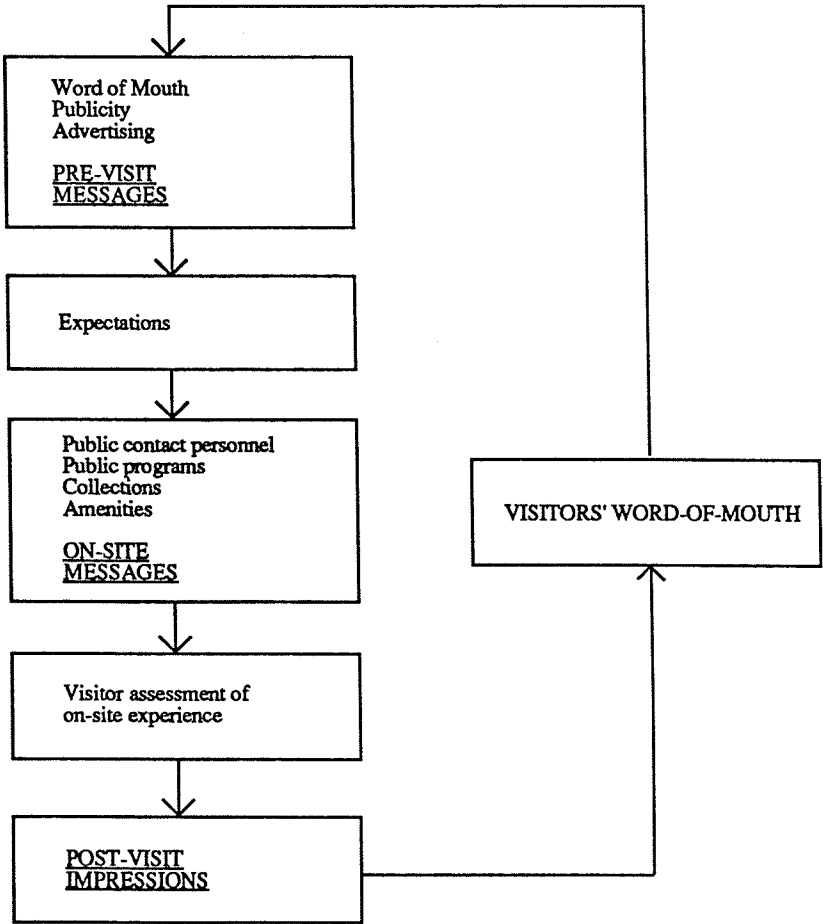 Word of Mouth
Publicity
Advertising
PRE-VISIT
MESSAGES
Expectations
Public contact personnel
Public programs
Collections
Amenities
ON-SITE
MESSAGES
VISITORS' WORD-OF-MOUTH
Visitor assessment of
on-site experience
POST-VISIT
IMPRESSIONS